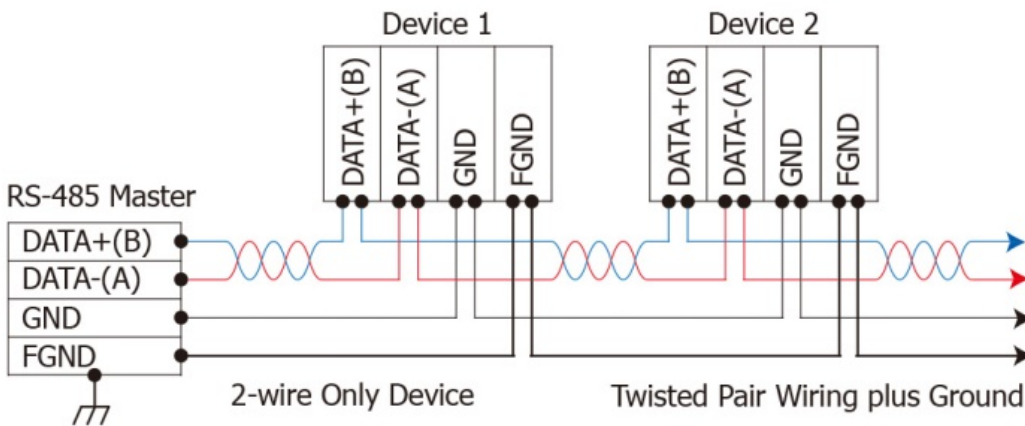 Device 1
Device 2
DATA+(B)
DATA-(A)
GND
FGND
DATA+(B)
DATA-(A)
GND
FGND
RS-485 Master
DATA+(B)
DATA-(A)
GND
FGND
2-wire Only Device
Twisted Pair Wiring plus Ground